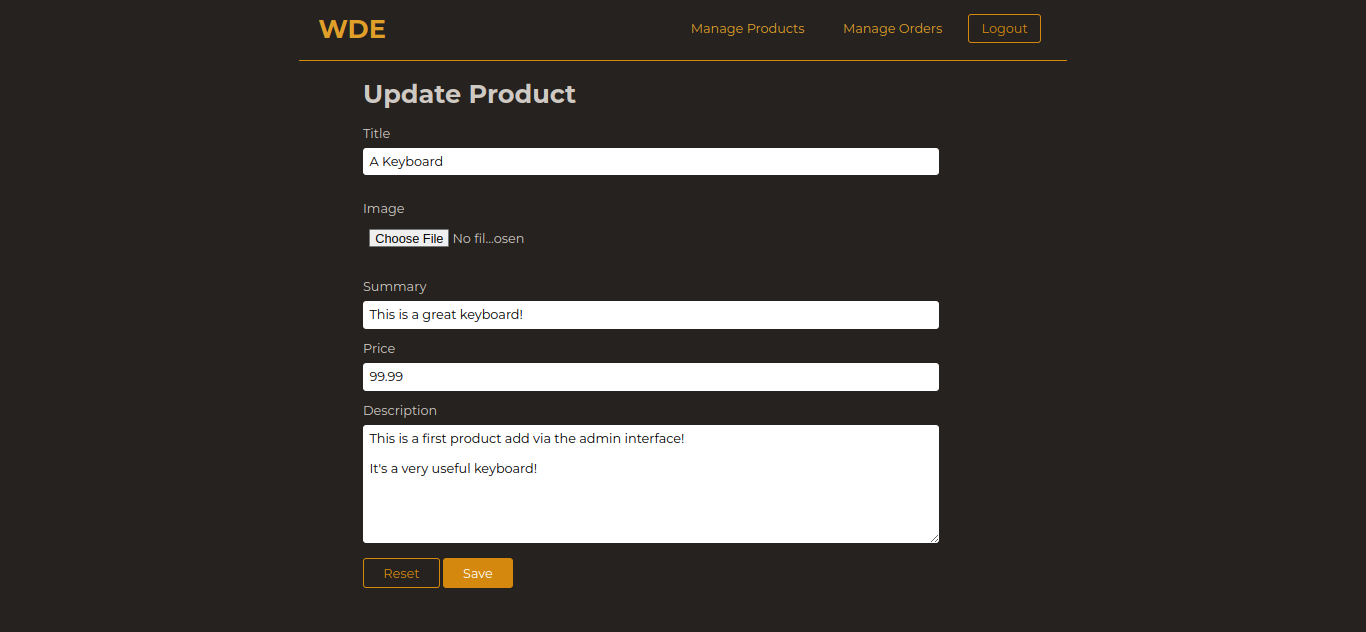 WDE
Manage Products
Manage Orders
Logout
Update Product
Title
A Keyboard
Image
Choose File No fil...osen
Summary
This is a great keyboard!
Price
99.99
Description
This is a first product add via the admin interface!
It's a very useful keyboard!
Reset
Save